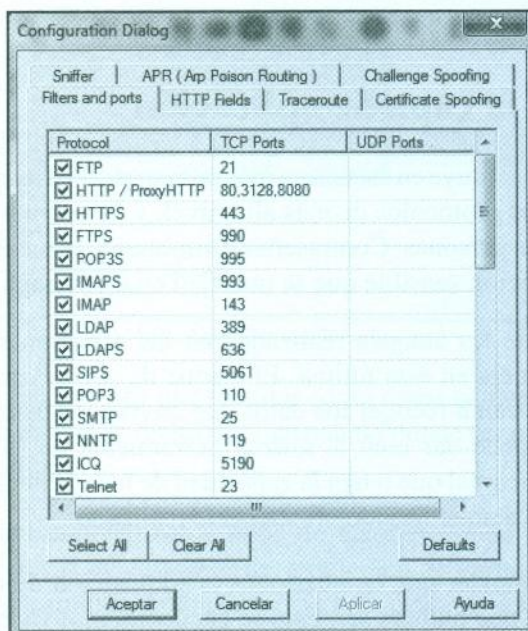 Configuration Dialog
Sniffer APR ( Arp Poison Routing ) Challenge Spoofing
Filters and ports HTTP Fields Traceroute Certificate Spoofing
Protocol TCP Ports UDP Ports
FTP 21
HTTP / ProxyHTTP 80,3128,8080
HTTPS 443
FTPS 990
POP3S 995
IMAPS 993
IMAP 143
LDAP 389
LDAPS 636
SIPS 5061
POP3 110
SMTP 25
NNTP 119
ICQ 5190
Telnet 23
Select All Clear All Defaults
Aceptar Cancelar Aplicar Ayuda